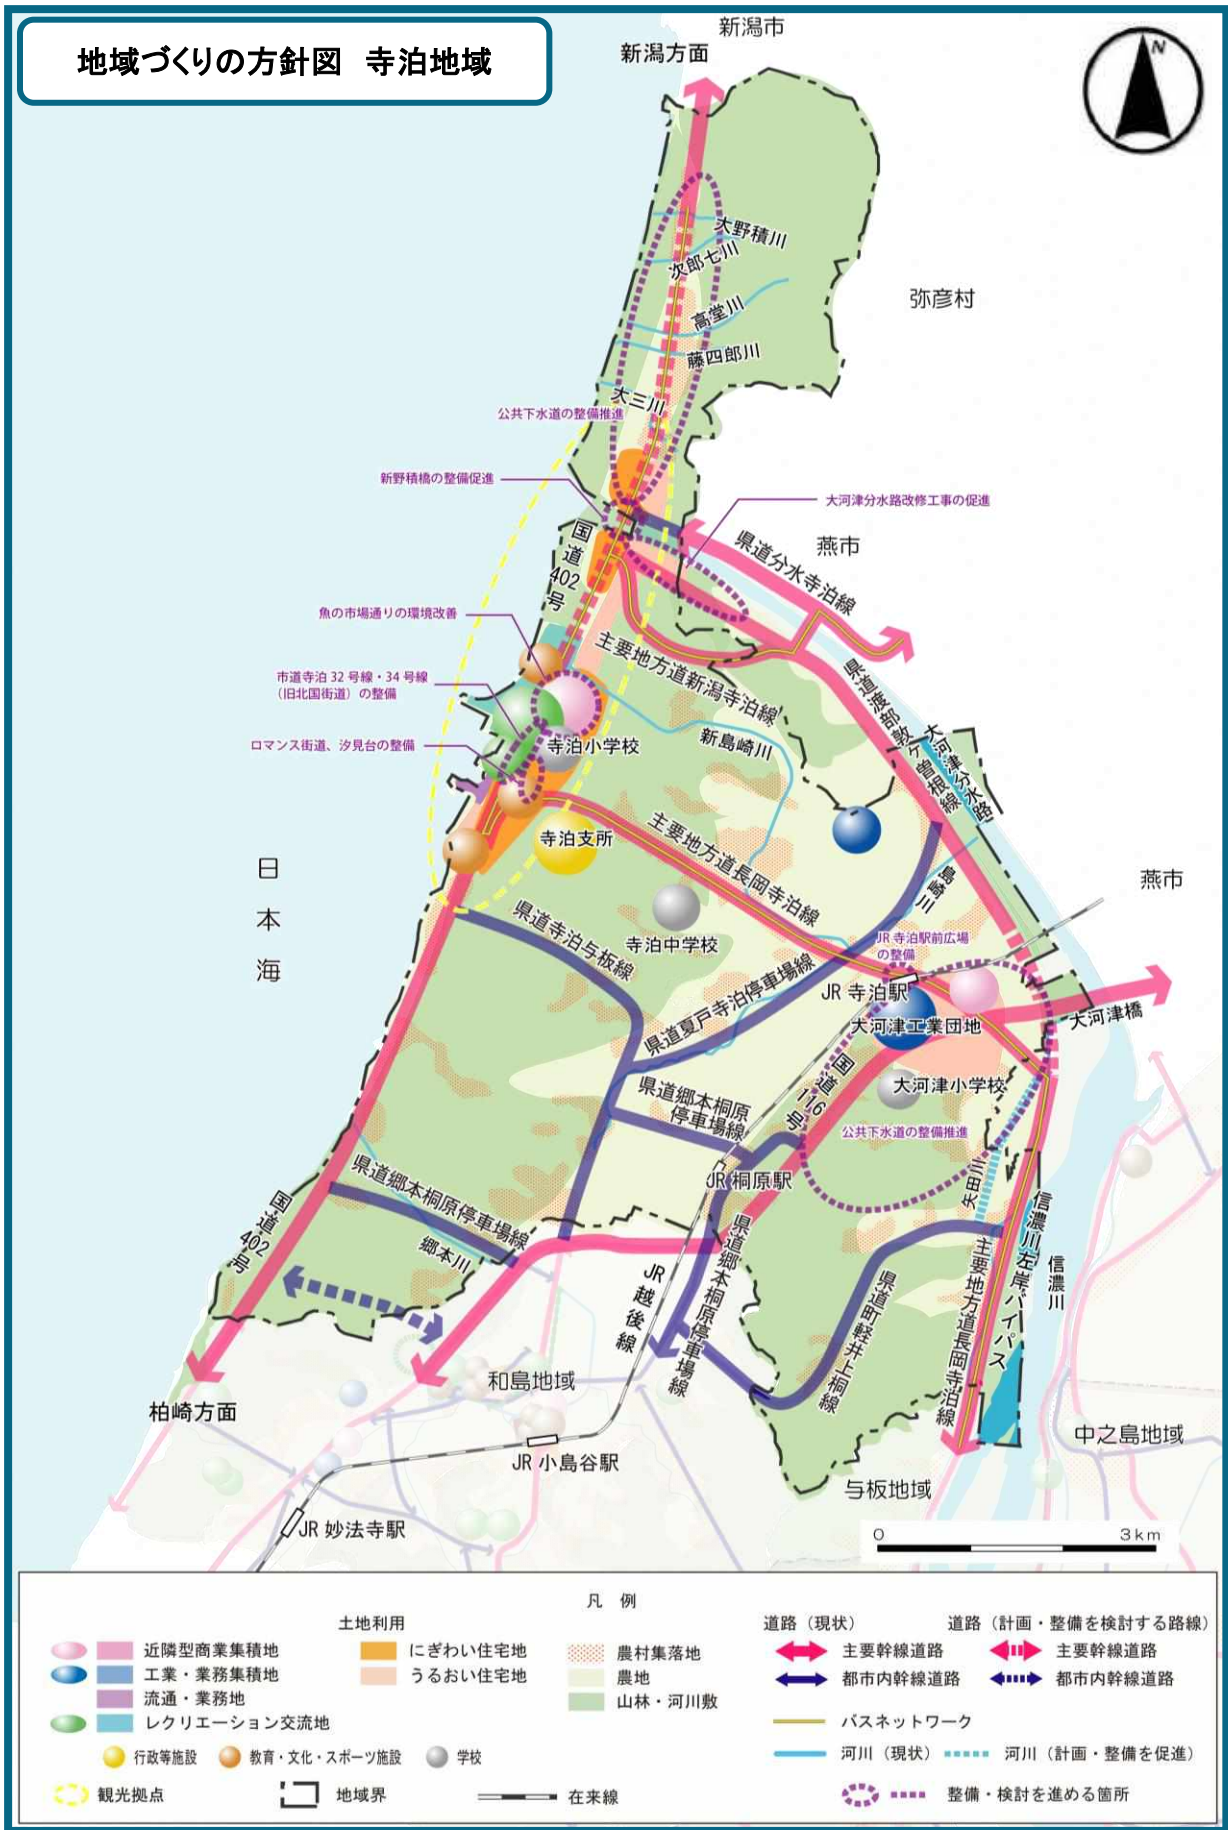 地域づくりの方針図 寺泊地域
新潟市
新潟方面
N
大野積川
次郎七川
弥彦村
高堂川
藤四郎川
大三川
公共下水道の整備推進
新野積橋の整備促進
大河津分水路改修工事の促進
国道402号
県道分水寺泊線
燕市
魚の市場通りの環境改善
主要地方道新潟寺泊線
県道渡部敦ヶ曽根線
大河津分水路
市道寺泊32号線・34号線
(旧北国街道)の整備
新島崎川
ロマンス街道、汐見台の整備
寺泊小学校
寺泊支所
主要地方道長岡寺泊線
島崎川
燕市
日本海
県道寺泊与板線
寺泊中学校
JR寺泊駅前広場
の整備
県道夏戸寺泊停車場線
JR 寺泊駅
大河津工業団地
大河津橋
国道116号
大河津小学校
県道郷本桐原
停車場線
公共下水道の整備推進
JR 桐原駅
矢田川
県道郷本桐原停車場線
国道402号
郷本川
JR越後線
県道郷本桐原停車場線
県道町軽井上桐線
主要地方道長岡寺泊線
信濃川左岸バイパス
信濃川
和島地域
柏崎方面
JR 小島谷駅
中之島地域
与板地域
JR 妙法寺駅
0 3km
凡 例
土地利用
道路(現状)
道路(計画・整備を検討する路線)
近隣型商業集積地
にぎわい住宅地
農村集落地
主要幹線道路
主要幹線道路
工業・業務集積地
うるおい住宅地
農地
都市内幹線道路
都市内幹線道路
流通・業務地
山林・河川敷
レクリエーション交流地
バスネットワーク
行政等施設
教育・文化・スポーツ施設
学校
河川(現状)
河川(計画・整備を促進)
観光拠点
地域界
在来線
整備・検討を進める箇所